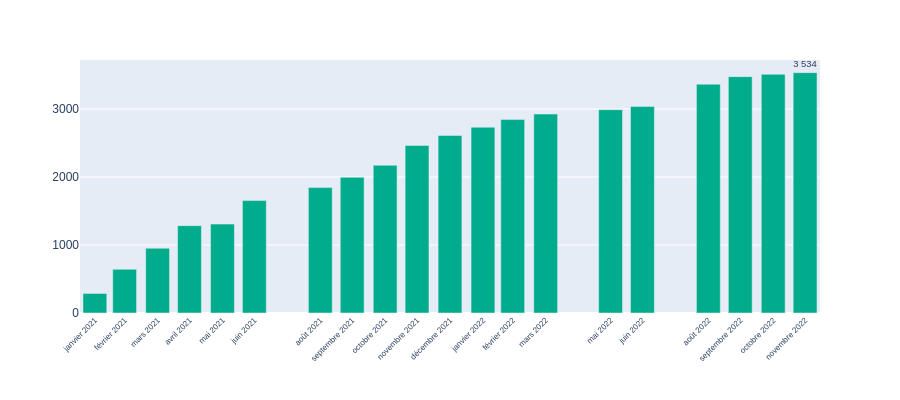 3 534
3000
2000
1000
0
janvier 2021
février 2021
mars 2021
avril 2021
mai 2021
juin 2021
août 2021
septembre 2021
octobre 2021
novembre 2021
décembre 2021
janvier 2022
février 2022
mars 2022
mai 2022
juin 2022
août 2022
septembre 2022
octobre 2022
novembre 2022